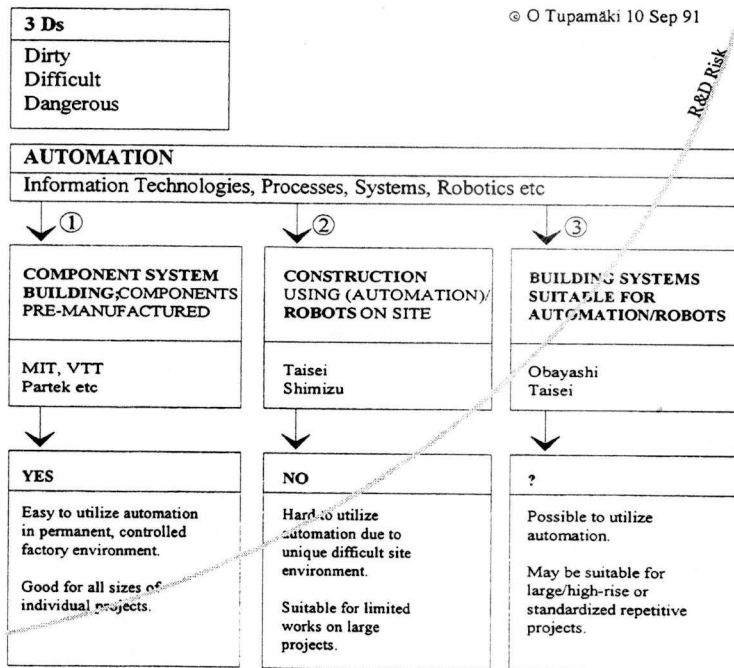 © O Tupamäki 10 Sep 91
3 Ds
Dirty
Difficult
Dangerous
R&D Risk
AUTOMATION
Information Technologies, Processes, Systems, Robotics etc
①
②
③
COMPONENT SYSTEM
BUILDING;COMPONENTS
PRE-MANUFACTURED
MIT, VTT
Partek etc
YES
Easy to utilize automation
in permanent, controlled
factory environment.
Good for all sizes of
individual projects.
CONSTRUCTION
USING (AUTOMATION)/
ROBOTS ON SITE
Taisei
Shimizu
NO
Hard to utilize
automation due to
unique difficult site
environment.
Suitable for limited
works on large
projects.
BUILDING SYSTEMS
SUITABLE FOR
AUTOMATION/ROBOTS
Obayashi
Taisei
?
Possible to utilize
automation.
May be suitable for
large/high-rise or
standardized repetitive
projects.